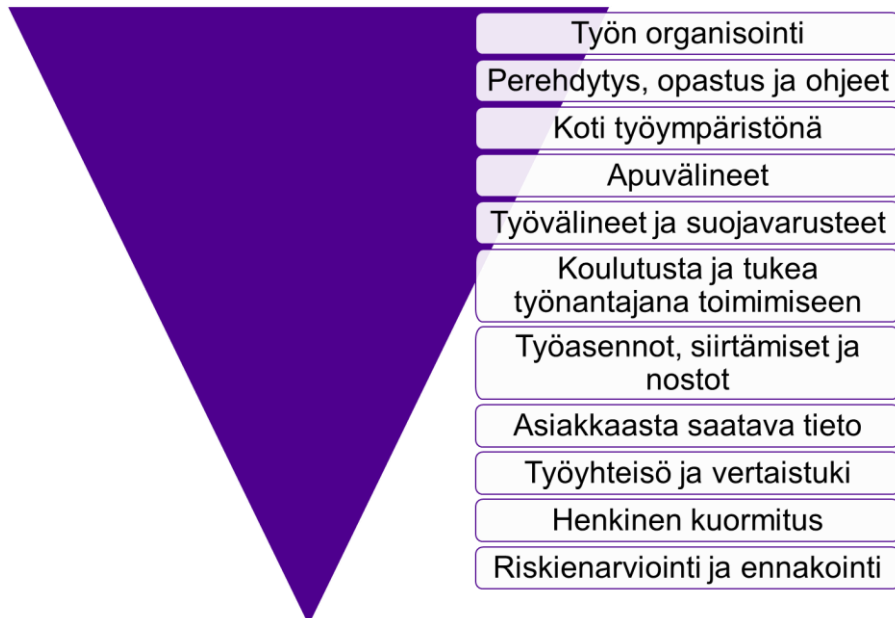 Työn organisointi
Perehdytys, opastus ja ohjeet
Koti työympäristönä
Apuvälineet
Työvälineet ja suojavarusteet
Koulutusta ja tukea
työnantajana toimimiseen
Työasennot, siirtämiset ja
nostot
Asiakkaasta saatava tieto
Työyhteisö ja vertaistuki
Henkinen kuormitus
Riskienarviointi ja ennakointi